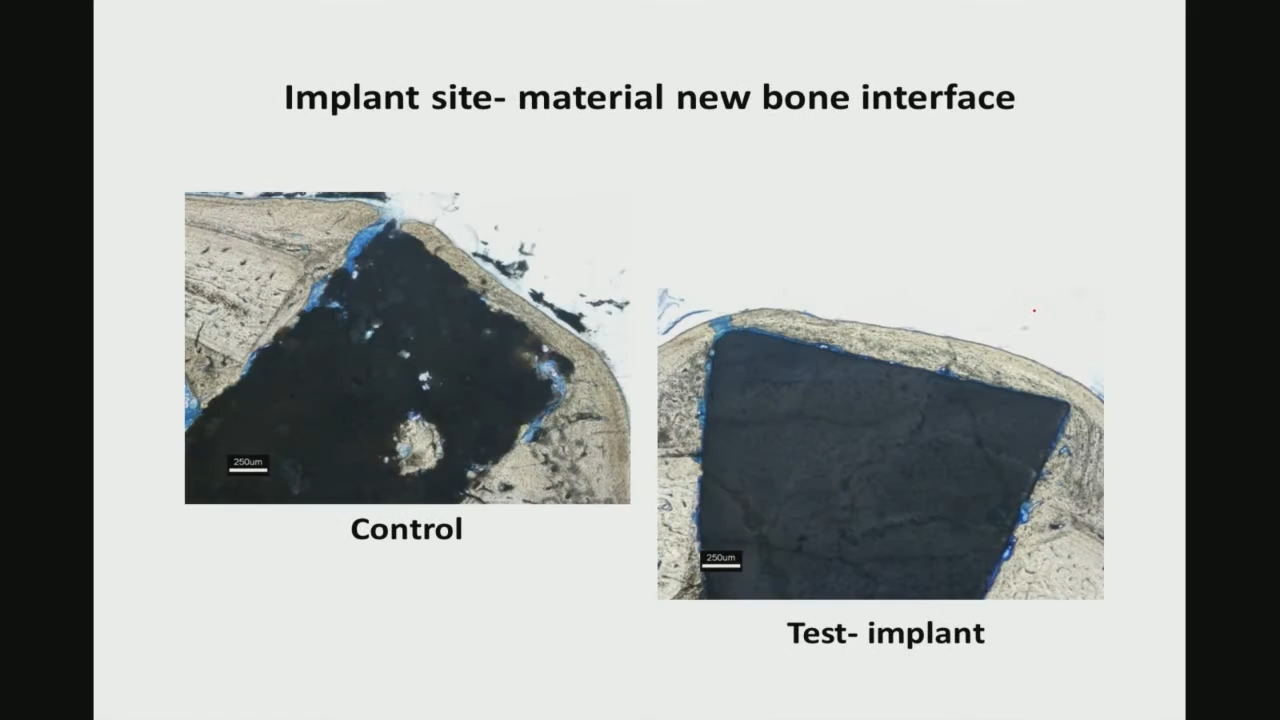 Implant site- material new bone interface
250um
Control
250um
Test- implant